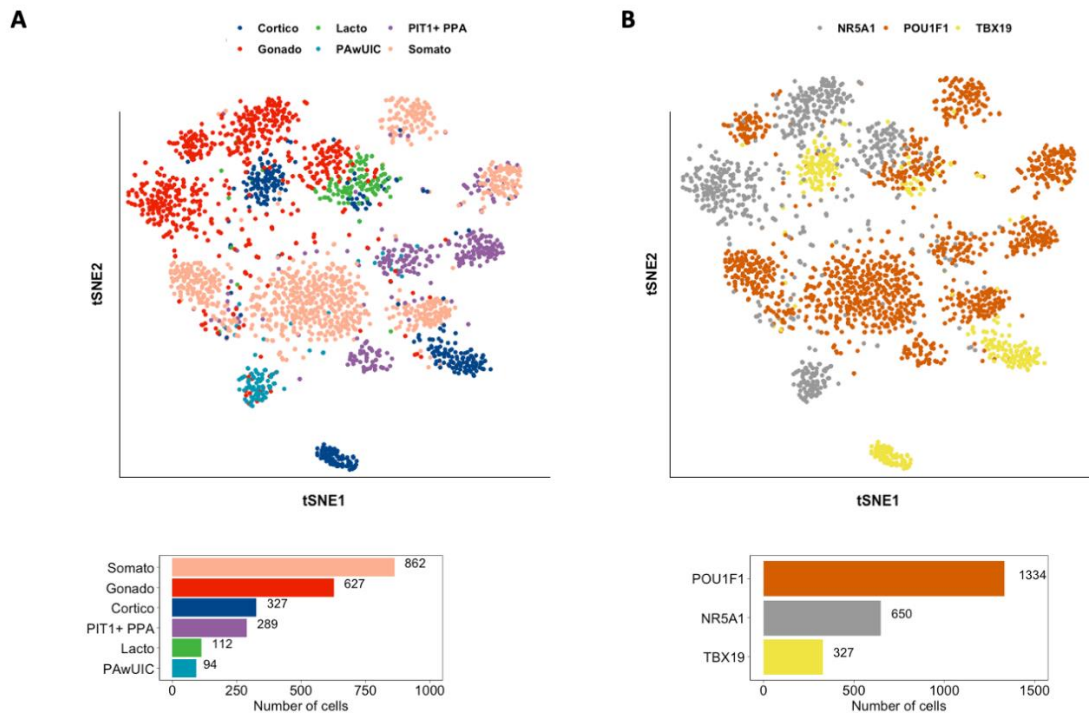 A
Cortico Lacto PIT1+ PPA
Gonado PAwUIC Somato
tSNE2
tSNE1
Somato 862
Gonado 627
Cortico 327
PIT1+ PPA 289
Lacto 112
PAwUIC 94
0 250 500 750 1000
Number of cells
B
NR5A1 POU1F1 TBX19
tSNE2
tSNE1
POU1F1 1334
NR5A1 650
TBX19 327
0 500 1000 1500
Number of cells